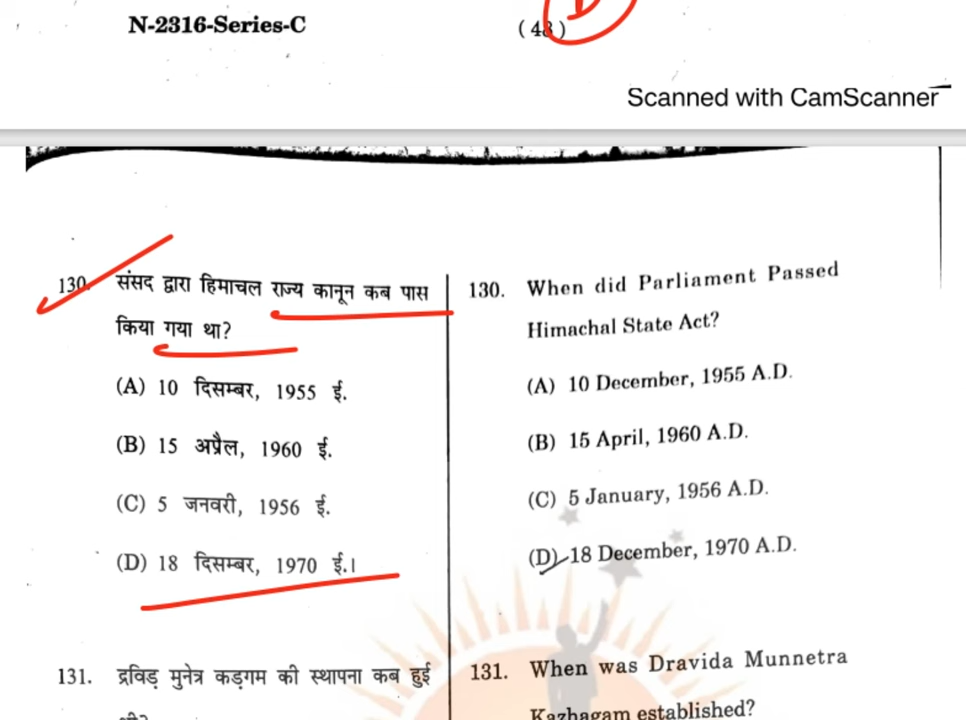 N-2316-Series-C
(48)
Scanned with CamScanner
130. संसद द्वारा हिमाचल राज्य कानून कब पास
किया गया था?
(A) 10 दिसम्बर, 1955 ई.
(B) 15 अप्रैल, 1960 ई.
(C) 5 जनवरी, 1956 ई.
(D) 18 दिसम्बर, 1970 ई.।
131. द्रविड़ मुनेत्र कड़गम की स्थापना कब हुई
130. When did Parliament Passed
Himachal State Act?
(A) 10 December, 1955 A.D.
(B) 15 April, 1960 A.D.
(C) 5 January, 1956 A.D.
(D) 18 December, 1970 A.D.
131. When was Dravida Munnetra
Kazhagam established?